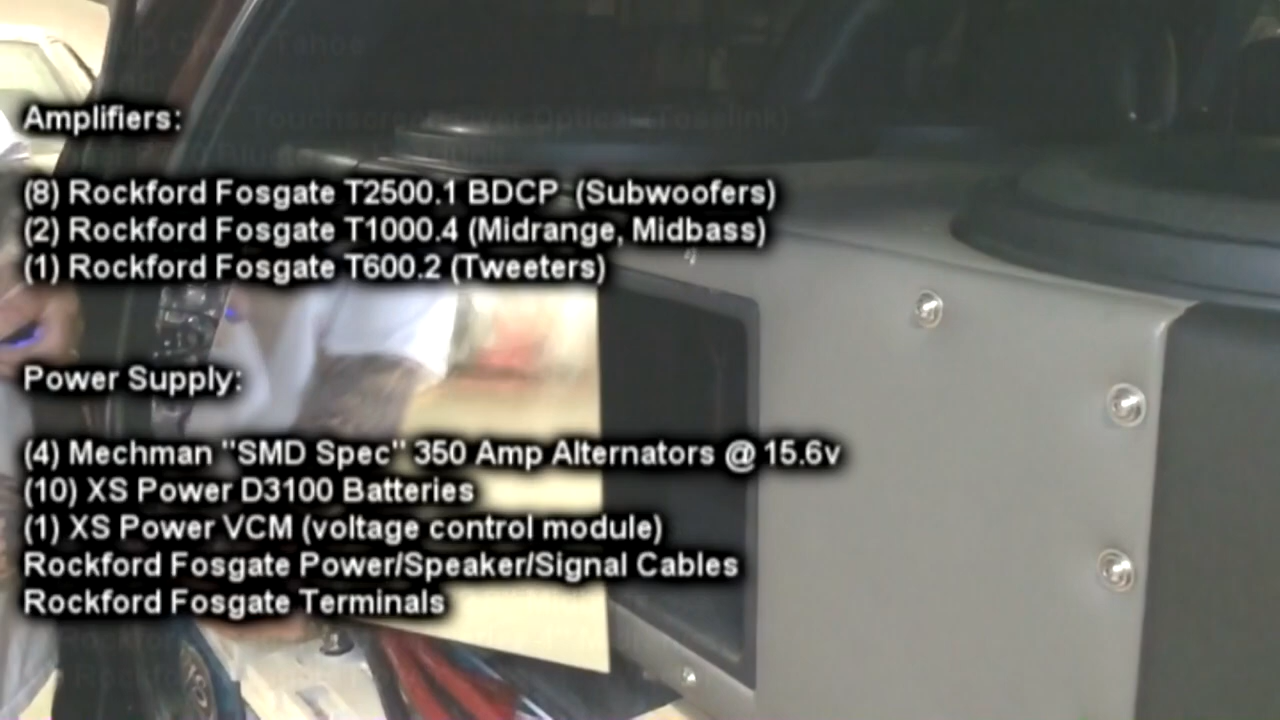 Amplifiers:
(8) Rockford Fosgate T2500.1 BDCP (Subwoofers)
(2) Rockford Fosgate T1000.4 (Midrange, Midbass)
(1) Rockford Fosgate T600.2 (Tweeters)
Power Supply:
(4) Mechman "SMD Spec" 350 Amp Alternators @ 15.6v
(10) XS Power D3100 Batteries
(1) XS Power VCM (voltage control module)
Rockford Fosgate Power/Speaker/Signal Cables
Rockford Fosgate Terminals